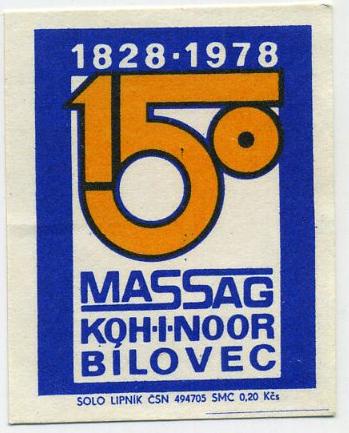 1828·1978
150
MASSAG
KOH-I-NOOR
BÍLOVEC
SOLO LIPNÍK ČSN 494705 SMC 0,20 Kčs